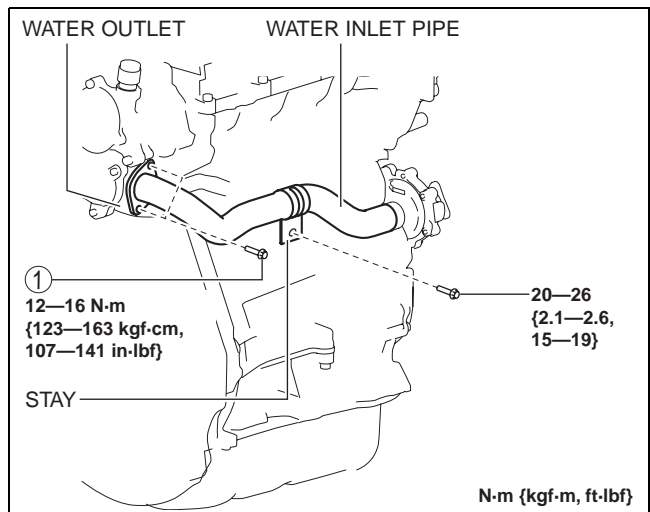 WATER OUTLET
WATER INLET PIPE
1
12—16 N·m
{123—163 kgf·cm,
107—141 in·lbf}
20—26
{2.1—2.6,
15—19}
STAY
N·m {kgf·m, ft·lbf}